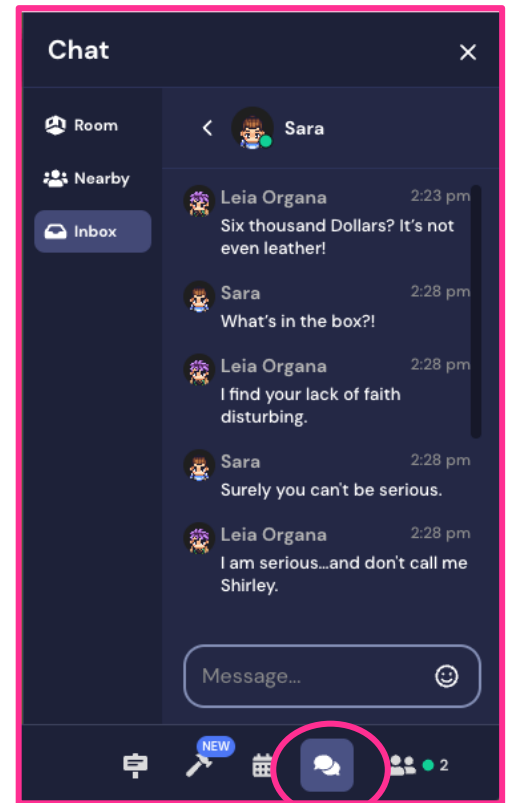 Chat
Room
Nearby
Inbox
Sara
Leia Organa 2:23 pm
Six thousand Dollars? It's not
even leather!
Sara 2:28 pm
What's in the box?!
Leia Organa 2:28 pm
I find your lack of faith
disturbing.
Sara 2:28 pm
Surely you can't be serious.
Leia Organa 2:28 pm
I am serious...and don't call me
Shirley.
Message...
NEW
2